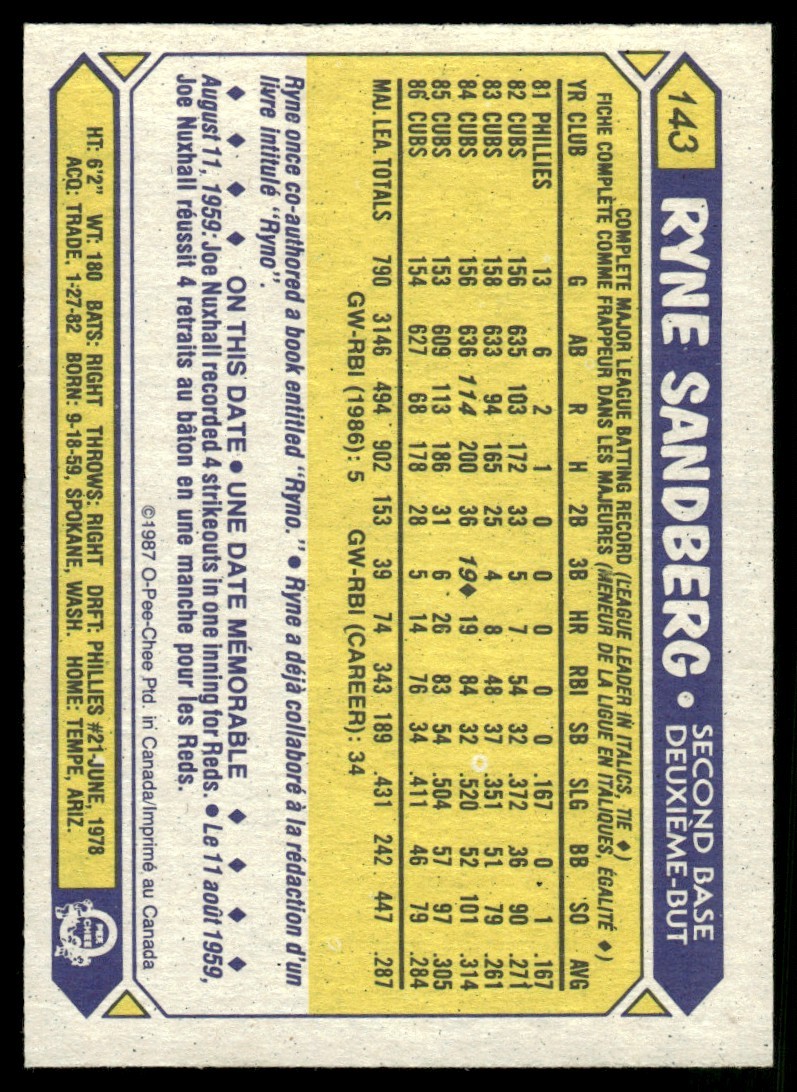 143 RYNE SANDBERG • SECOND BASE
DEUXIÈME-BUT
COMPLETE MAJOR LEAGUE BATTING RECORD (LEAGUE LEADER IN ITALICS, TIE ♦)
FICHE COMPLÈTE COMME FRAPPEUR DANS LES MAJEURES (MENEUR DE LA LIGUE EN ITALIQUES, ÉGALITÉ ♦)
YR CLUB G AB R H 2B 3B HR RBI SB SLG BB SO AVG
81 PHILLIES 13 6 2 1 0 0 0 0 0 .167 0 1 .167
82 CUBS 156 635 103 172 33 5 7 54 32 .372 36 90 .271
83 CUBS 158 633 94 165 25 4 8 48 37 .351 51 79 .261
84 CUBS 156 636 114 200 36 19♦ 19 84 32 .520 52 101 .314
85 CUBS 153 609 113 186 31 6 26 83 54 .504 57 97 .305
86 CUBS 154 627 68 178 28 5 14 76 34 .411 46 79 .284
MAJ. LEA. TOTALS 790 3146 494 902 153 39 74 343 189 .431 242 447 .287
GW-RBI (1986): 5 GW-RBI (CAREER): 34
Ryne once co-authored a book entitled "Ryno." • Ryne a déjà collaboré à la rédaction d'un
livre intitulé "Ryno".
♦ ♦ ♦ ♦ ON THIS DATE • UNE DATE MÉMORABLE ♦ ♦ ♦ ♦
August 11, 1959: Joe Nuxhall recorded 4 strikeouts in one inning for Reds. • Le 11 août 1959,
Joe Nuxhall réussit 4 retraits au bâton en une manche pour les Reds.
©1987 O-Pee-Chee Ptd. in Canada/Imprimé au Canada
HT: 6'2" WT: 180 BATS: RIGHT THROWS: RIGHT DRFT: PHILLIES #21-JUNE, 1978
ACQ: TRADE, 1-27-82 BORN: 9-18-59, SPOKANE, WASH. HOME: TEMPE, ARIZ.
O PEE CHEE